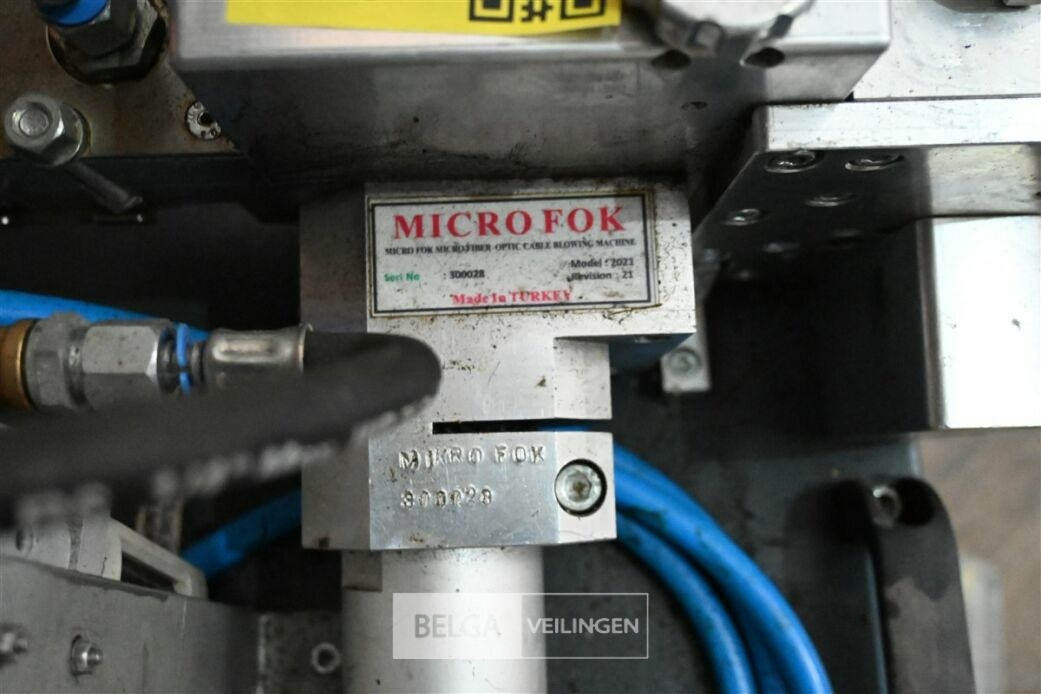 MICRO FOK
MICRO FOK MICRO FIBER OPTIC CABLE BLOWING MACHINE
Seri No : 300028
Model : 2021
Revision : 21
Made In TURKEY
MIKRO FOK
300028
BELGA VEILINGEN